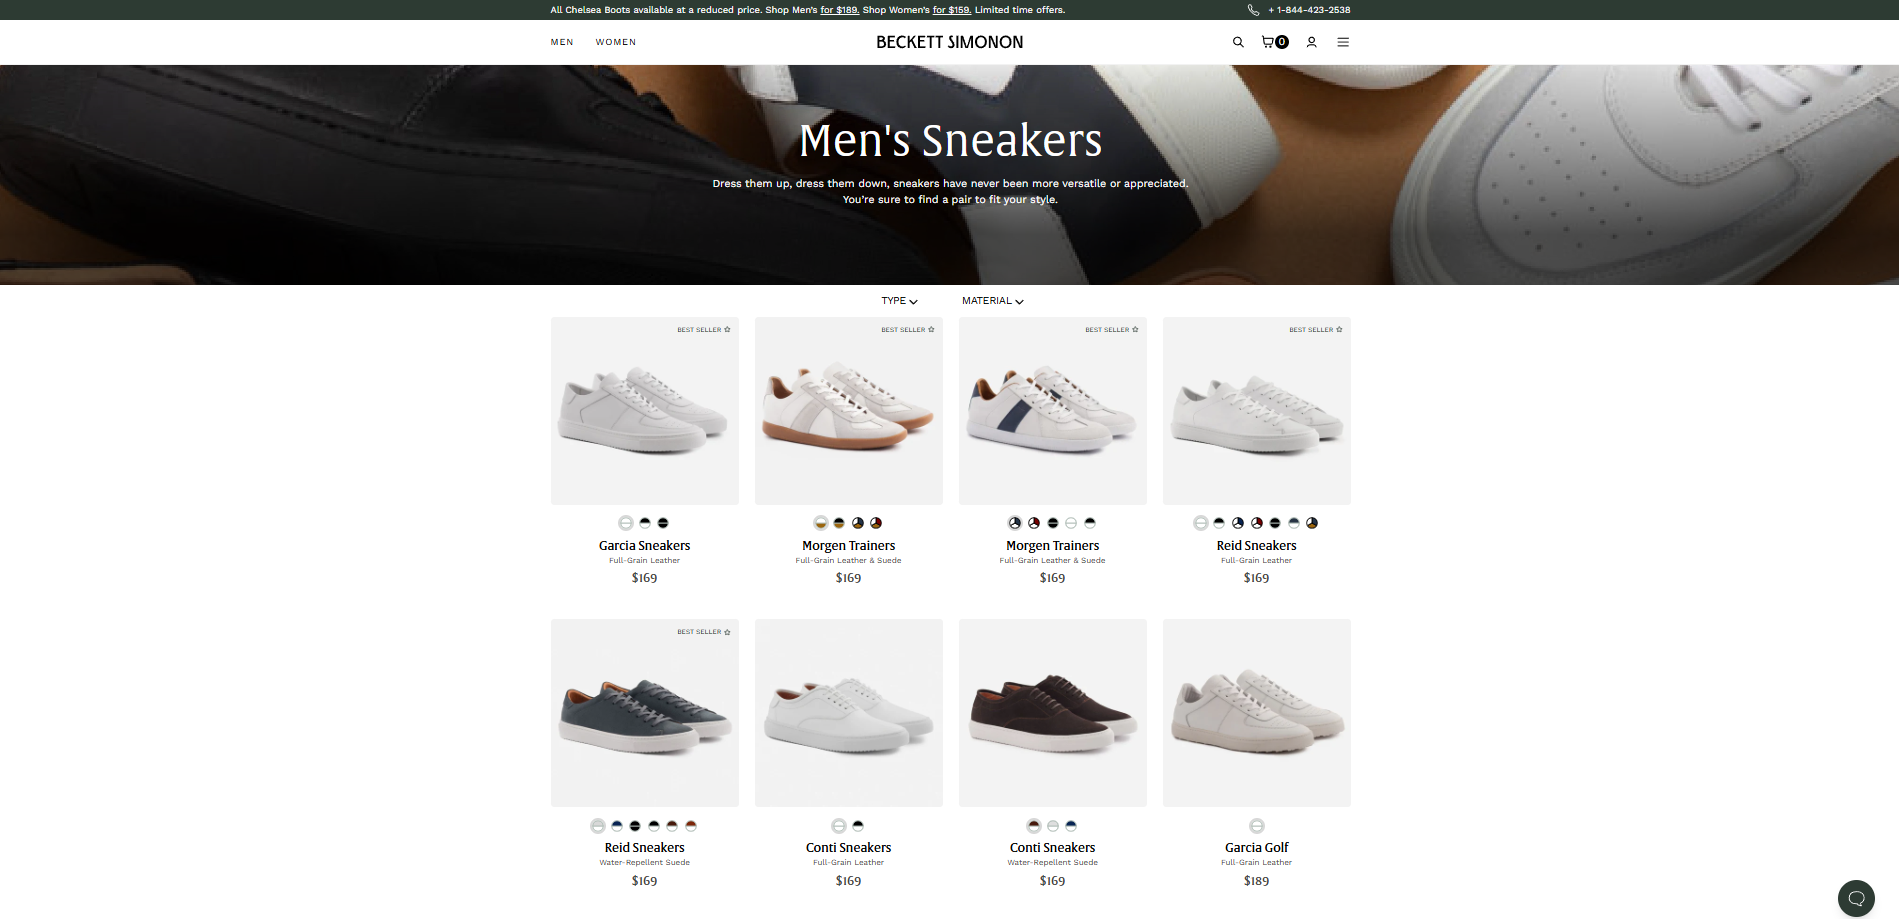 All Chelsea Boots available at a reduced price. Shop Men's for $189. Shop Women's for $159. Limited time offers.
+ 1-844-423-2538
MEN WOMEN
BECKETT SIMONON
0
Men's Sneakers
Dress them up, dress them down, sneakers have never been more versatile or appreciated.
You're sure to find a pair to fit your style.
TYPE MATERIAL
BEST SELLER
BEST SELLER
BEST SELLER
BEST SELLER
Garcia Sneakers
Full-Grain Leather
$169
Morgen Trainers
Full-Grain Leather & Suede
$169
Morgen Trainers
Full-Grain Leather & Suede
$169
Reid Sneakers
Full-Grain Leather
$169
BEST SELLER
Reid Sneakers
Water-Repellent Suede
$169
Conti Sneakers
Full-Grain Leather
$169
Conti Sneakers
Water-Repellent Suede
$169
Garcia Golf
Full-Grain Leather
$189